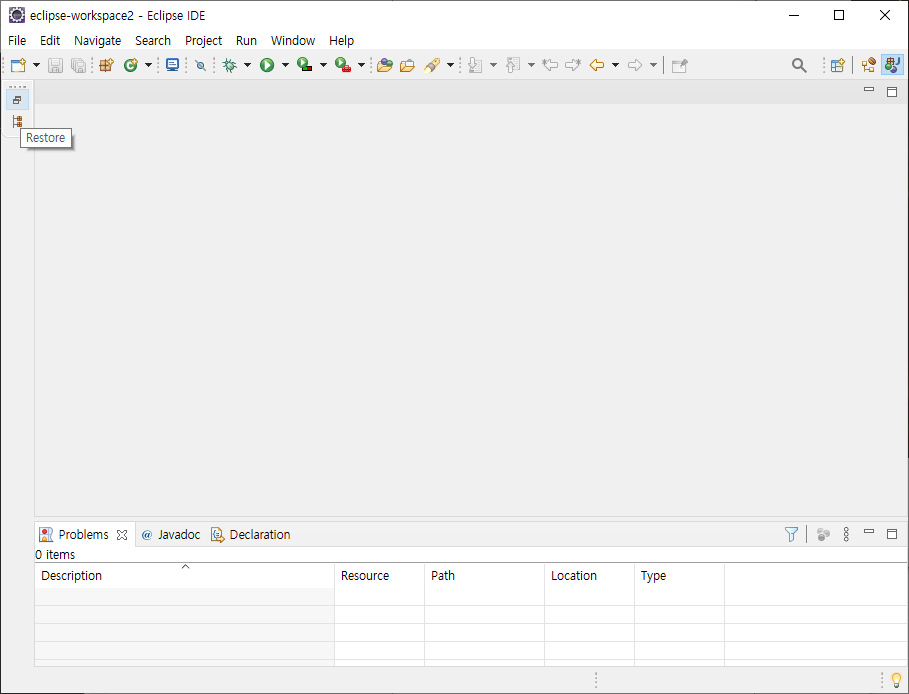 eclipse-workspace2 - Eclipse IDE
File Edit Navigate Search Project Run Window Help
Restore
Problems @ Javadoc Declaration
0 items
Description Resource Path Location Type